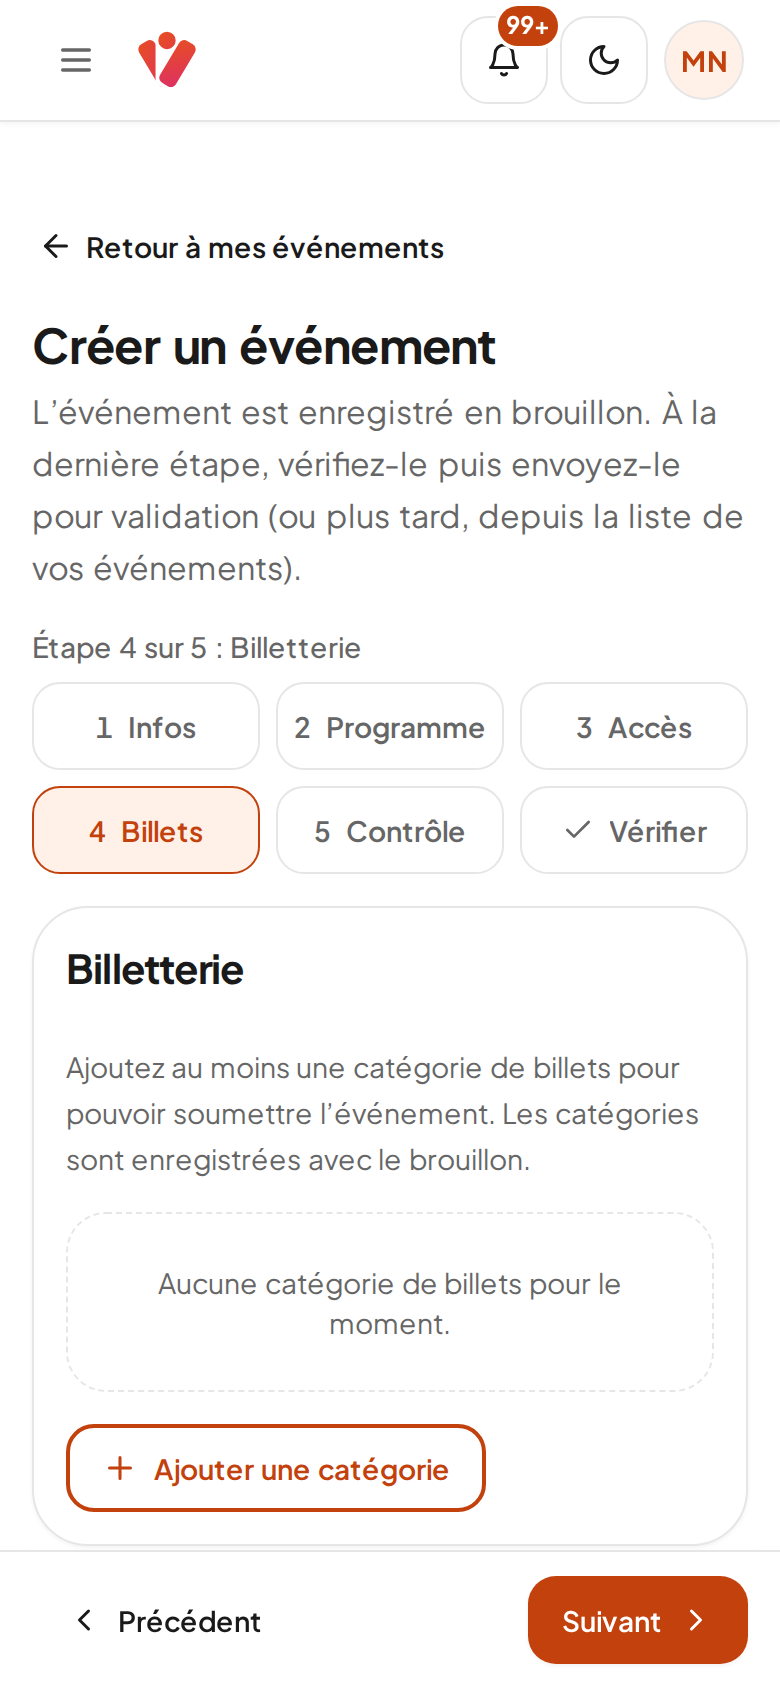 99+
MN
Retour à mes événements
Créer un événement
L’événement est enregistré en brouillon. À la
dernière étape, vérifiez-le puis envoyez-le
pour validation (ou plus tard, depuis la liste de
vos événements).
Étape 4 sur 5 : Billetterie
1 Infos
2 Programme
3 Accès
4 Billets
5 Contrôle
Vérifier
Billetterie
Ajoutez au moins une catégorie de billets pour
pouvoir soumettre l’événement. Les catégories
sont enregistrées avec le brouillon.
Aucune catégorie de billets pour le
moment.
Ajouter une catégorie
Précédent
Suivant